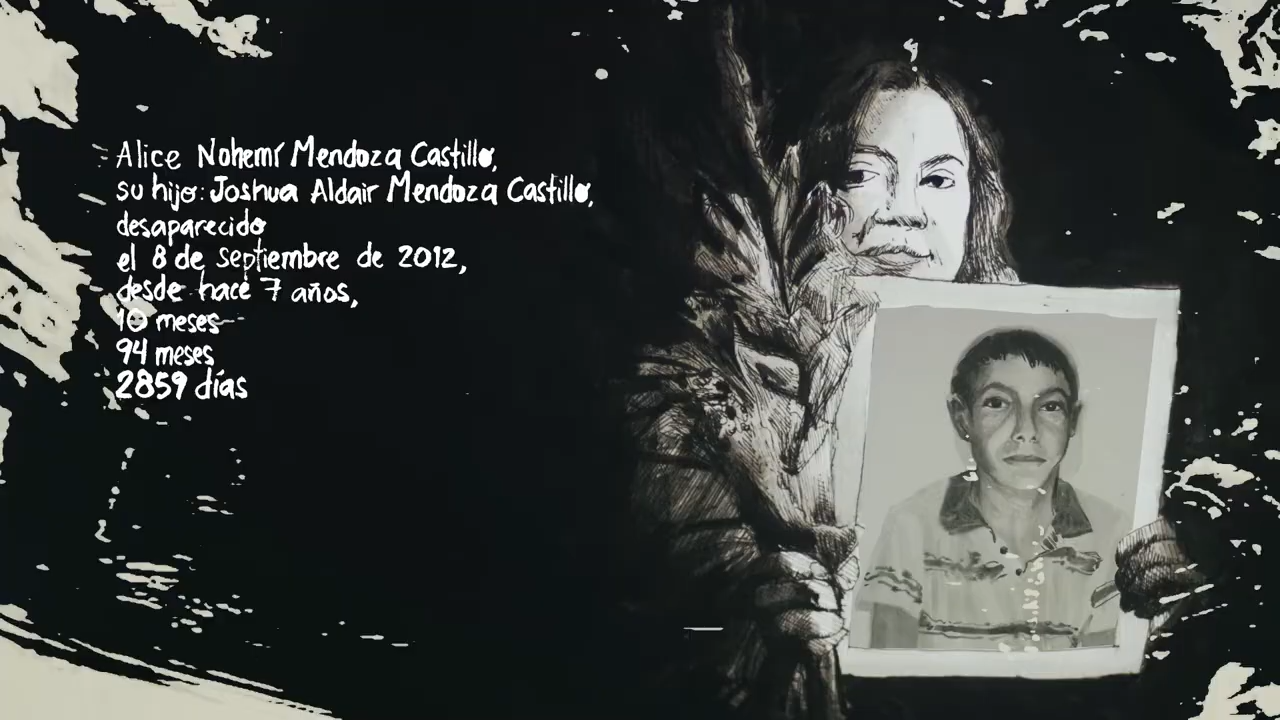 Alice Nohemí Mendoza Castillo,
su hijo: Joshua Aldair Mendoza Castillo,
desaparecido
el 8 de septiembre de 2012,
desde hace 7 años,
10 meses
94 meses
2859 días